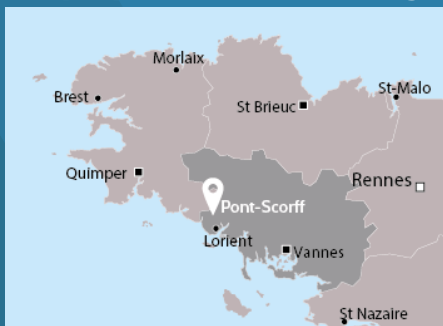 Morlaix
St-Malo
Brest
St Brieuc
Quimper
Rennes
Pont-Scorff
Lorient
Vannes
St Nazaire